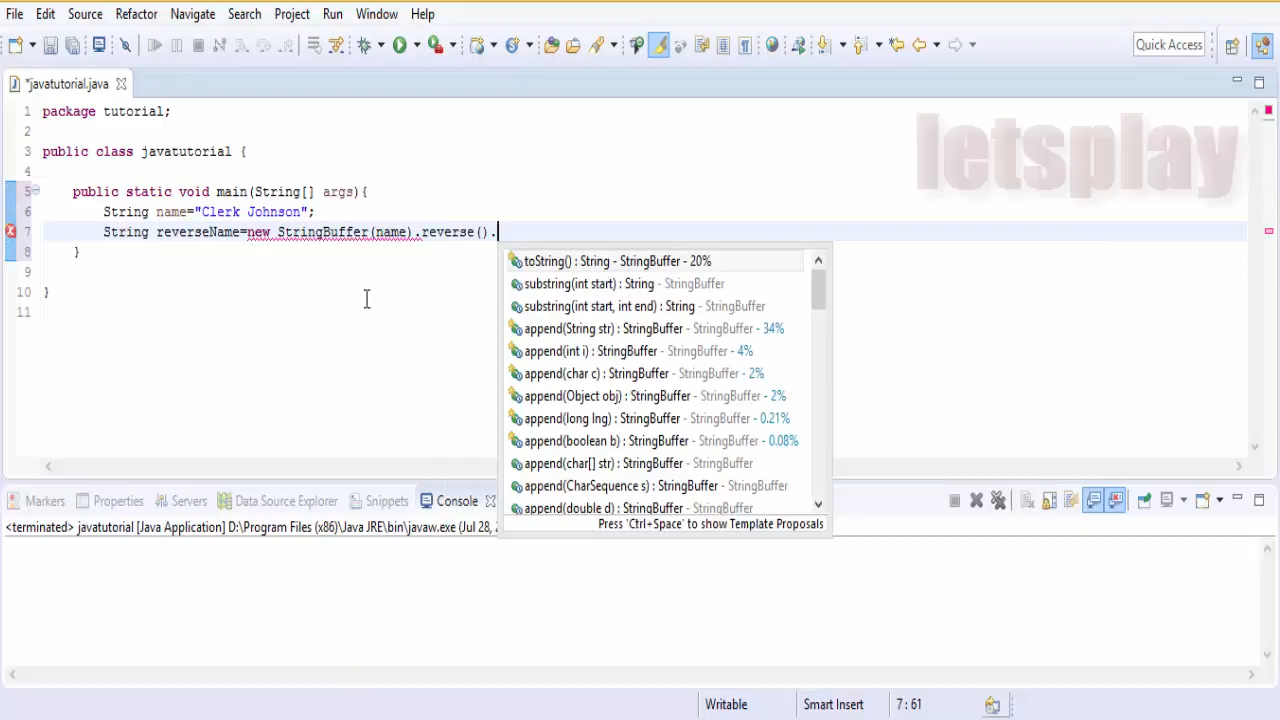 File Edit Source Refactor Navigate Search Project Run Window Help
Quick Access
*javatutorial.java
letsplay
1 package tutorial;
2
3 public class javatutorial {
4
5 public static void main(String[] args){
6 String name="Clerk Johnson";
7 String reverseName=new StringBuffer(name).reverse().
8 }
9
10 }
11
toString() : String - StringBuffer - 20%
substring(int start) : String - StringBuffer
substring(int start, int end) : String - StringBuffer
append(String str) : StringBuffer - StringBuffer - 34%
append(int i) : StringBuffer - StringBuffer - 4%
append(char c) : StringBuffer - StringBuffer - 2%
append(Object obj) : StringBuffer - StringBuffer - 2%
append(long lng) : StringBuffer - StringBuffer - 0.21%
append(boolean b) : StringBuffer - StringBuffer - 0.08%
append(char[] str) : StringBuffer - StringBuffer
append(CharSequence s) : StringBuffer - StringBuffer
append(double d) : StringBuffer - StringBuffer
Press 'Ctrl+Space' to show Template Proposals
Markers Properties Servers Data Source Explorer Snippets Console
<terminated> javatutorial [Java Application] D:\Program Files (x86)\Java JRE\bin\javaw.exe (Jul 28, 2
Writable Smart Insert 7 : 61